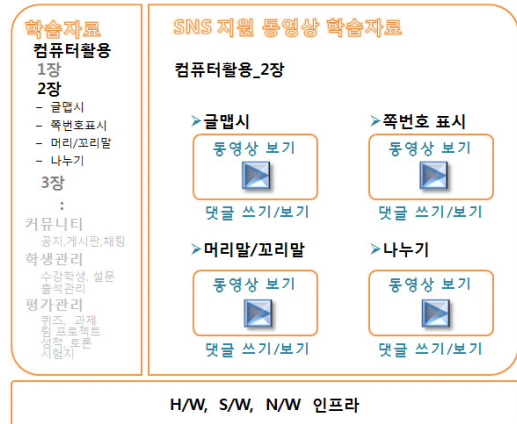 학술자료
컴퓨터활용
1장
2장
– 글맵시
– 쪽번호표시
– 머리/꼬리말
– 나누기
3장
:
커뮤니티
공지,게시판,채팅
학생관리
수강학생, 설문
출석관리
평가관리
퀴즈, 과제
팀 프로젝트
성적, 토론
시험지
SNS 지원 동영상 학술자료
컴퓨터활용_2장
➢글맵시
동영상 보기
댓글 쓰기/보기
➢쪽번호 표시
동영상 보기
댓글 쓰기/보기
➢머리말/꼬리말
동영상 보기
댓글 쓰기/보기
➢나누기
동영상 보기
댓글 쓰기/보기
H/W, S/W, N/W 인프라